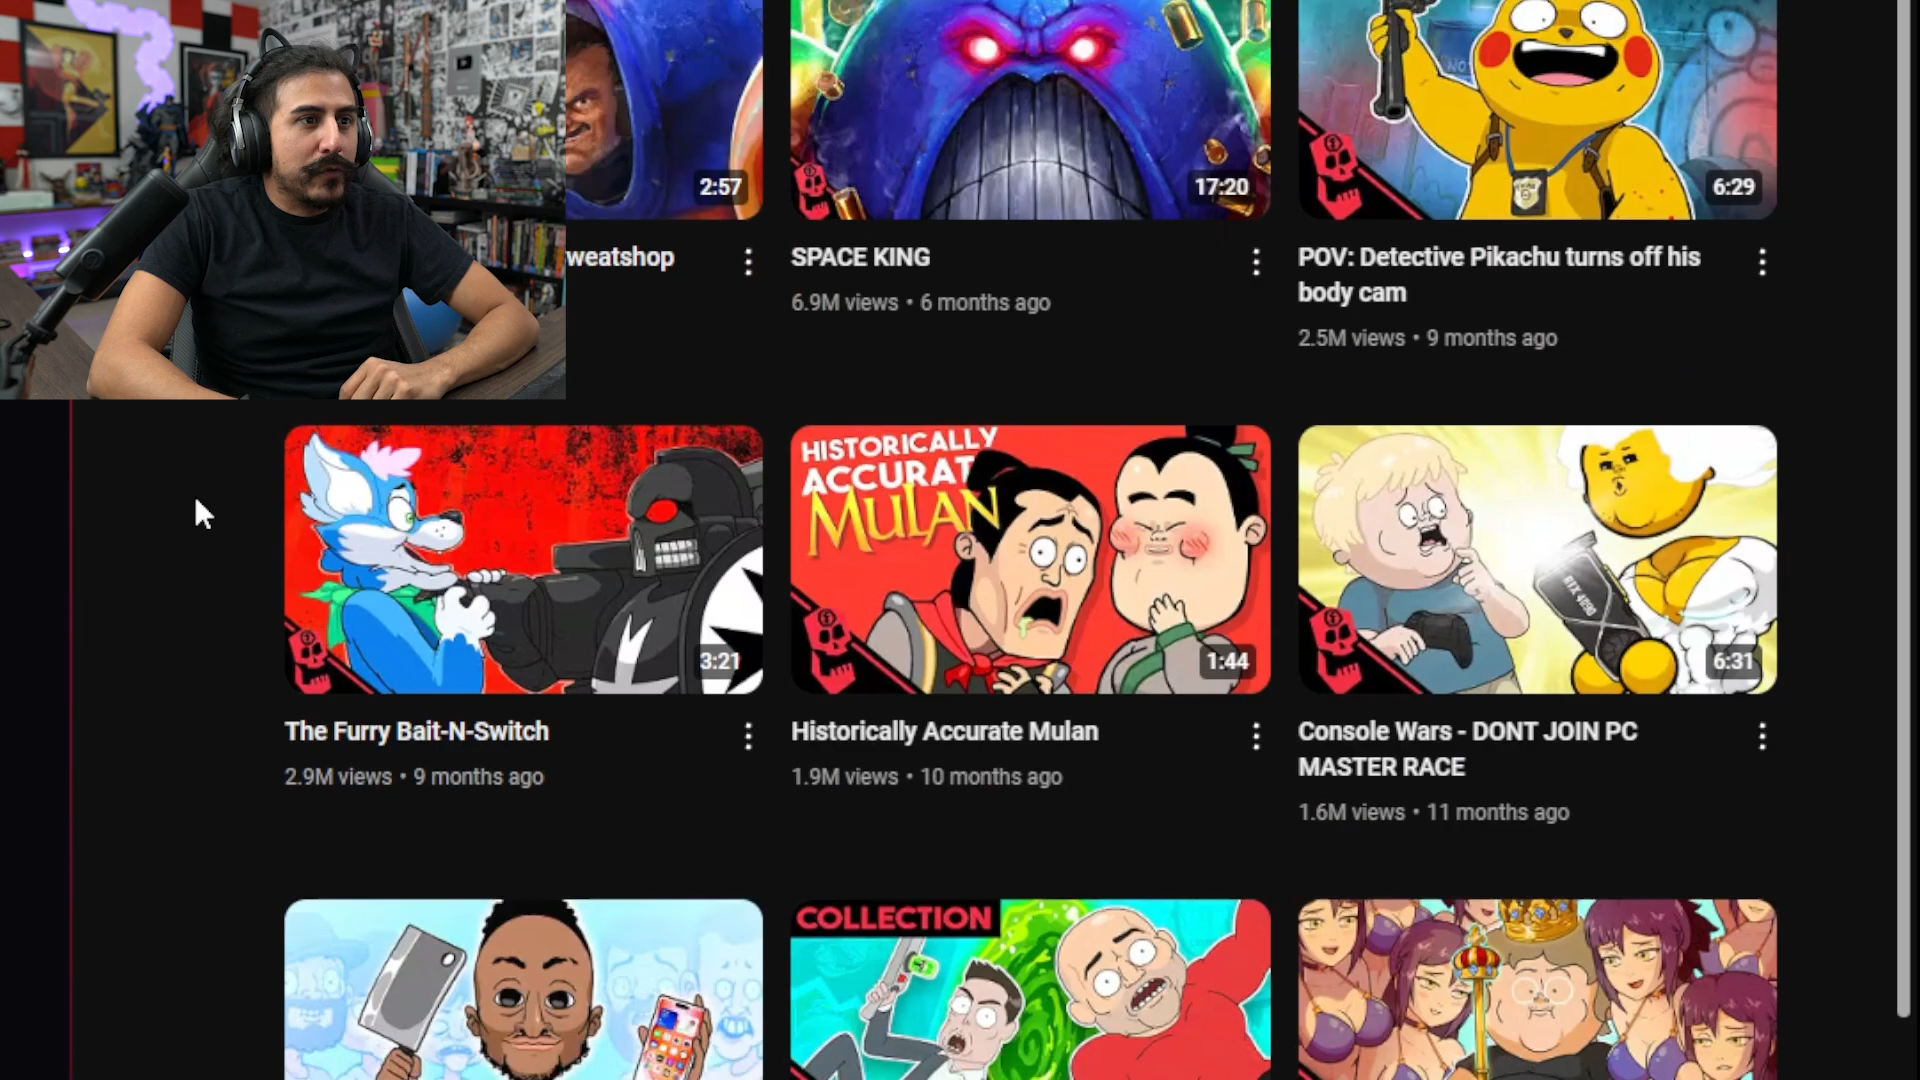 2:57
17:20
6:29
weatshop
SPACE KING
6.9M views • 6 months ago
POV: Detective Pikachu turns off his
body cam
2.5M views • 9 months ago
3:21
HISTORICALLY
ACCURAT
MULAN
1:44
RTX 4090
6:31
The Furry Bait-N-Switch
2.9M views • 9 months ago
Historically Accurate Mulan
1.9M views • 10 months ago
Console Wars - DONT JOIN PC
MASTER RACE
1.6M views • 11 months ago
COLLECTION